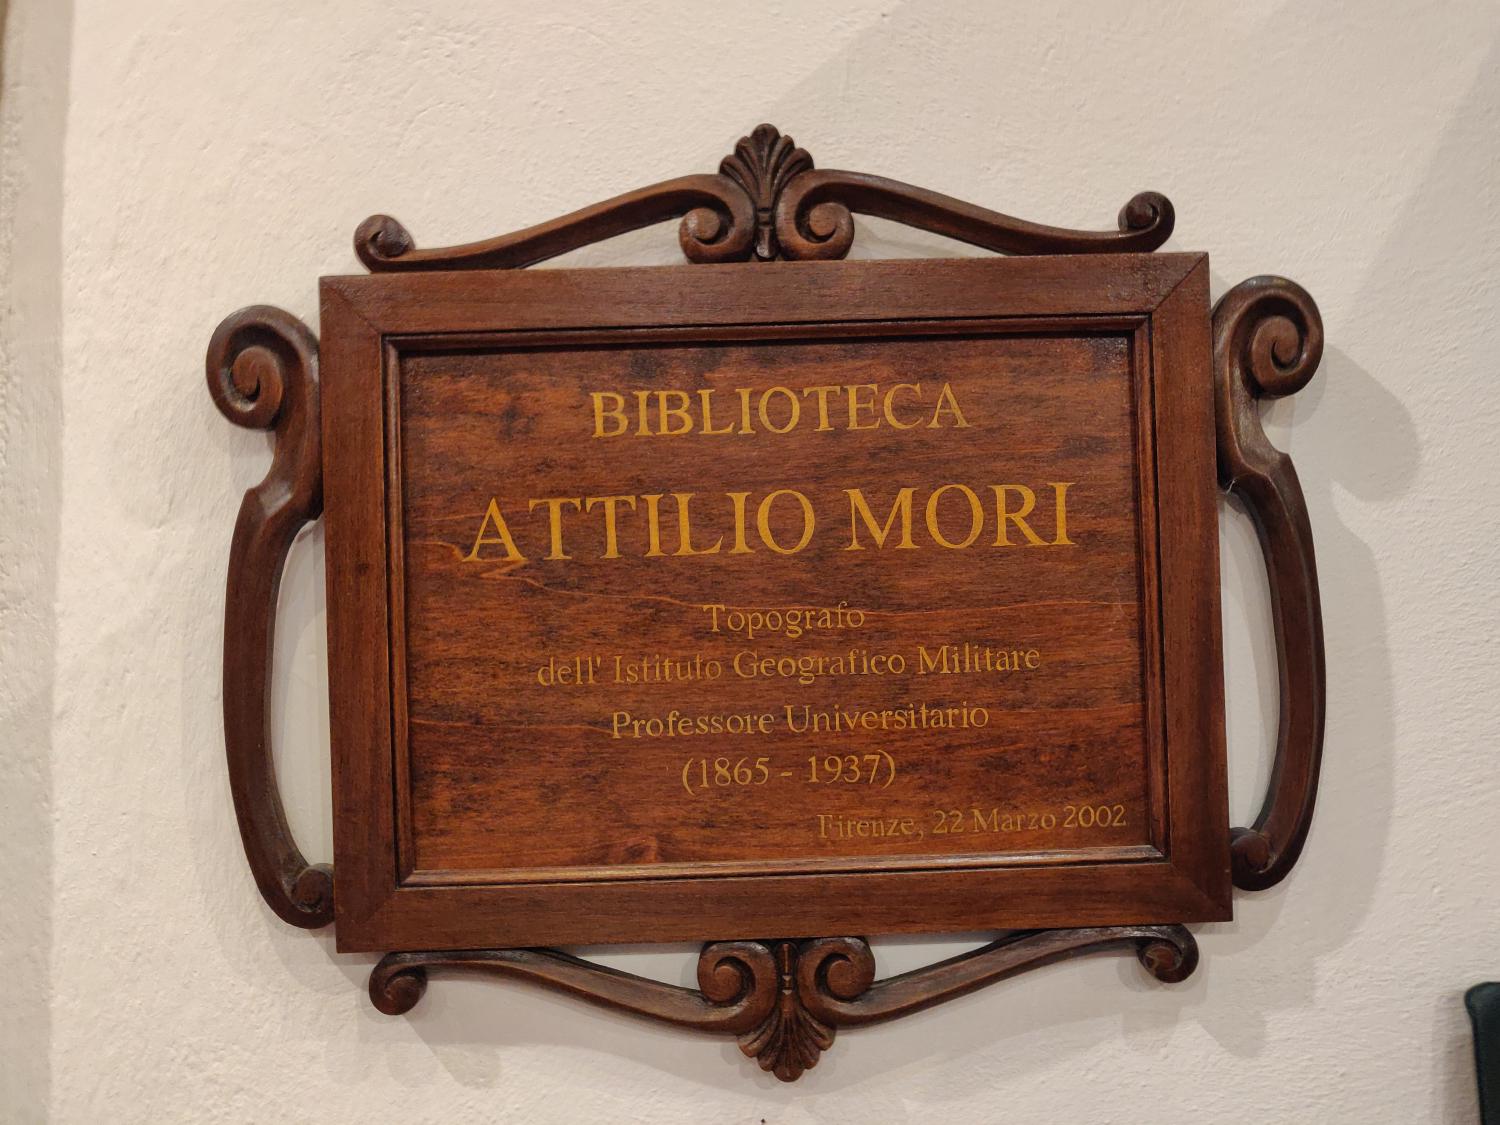 BIBLIOTECA
ATTILIO MORI
Topografo
dell' Istituto Geografico Militare
Professore Universitario
(1865 - 1937)
Firenze, 22 Marzo 2002